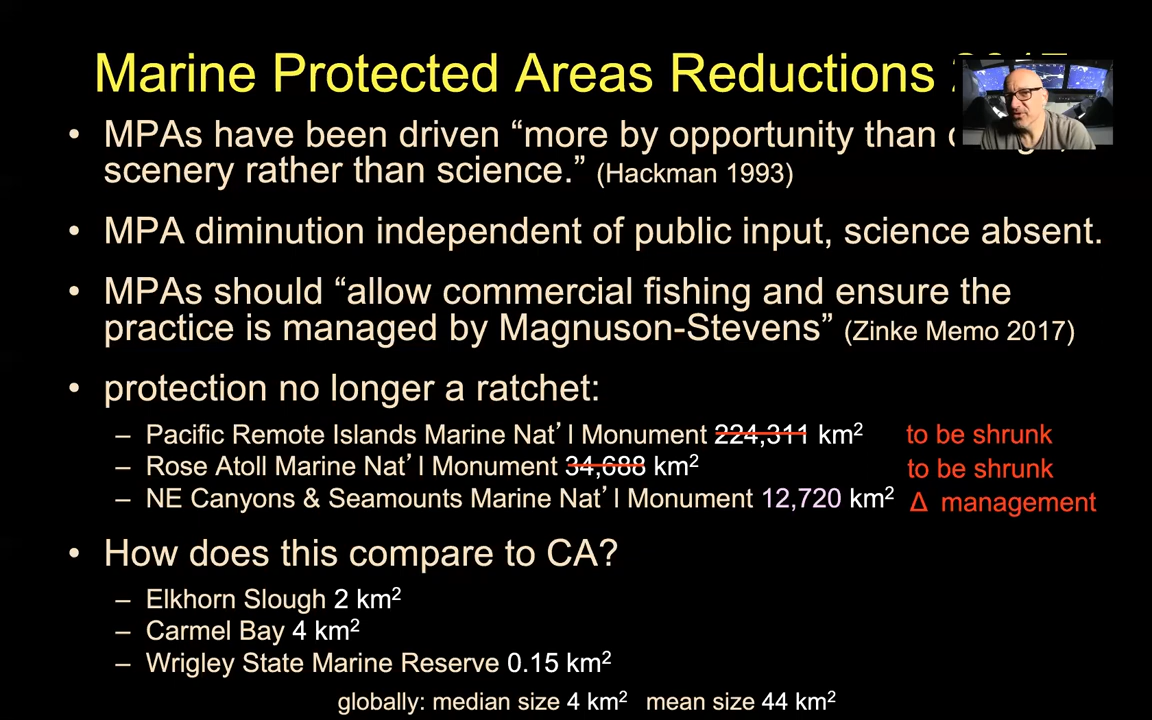 Marine Protected Areas Reductions
• MPAs have been driven “more by opportunity than
scenery rather than science.” (Hackman 1993)
• MPA diminution independent of public input, science absent.
• MPAs should “allow commercial fishing and ensure the
practice is managed by Magnuson-Stevens” (Zinke Memo 2017)
• protection no longer a ratchet:
– Pacific Remote Islands Marine Nat’l Monument 224,311 km² to be shrunk
– Rose Atoll Marine Nat’l Monument 34,688 km² to be shrunk
– NE Canyons & Seamounts Marine Nat’l Monument 12,720 km² Δ management
• How does this compare to CA?
– Elkhorn Slough 2 km²
– Carmel Bay 4 km²
– Wrigley State Marine Reserve 0.15 km²
globally: median size 4 km² mean size 44 km²